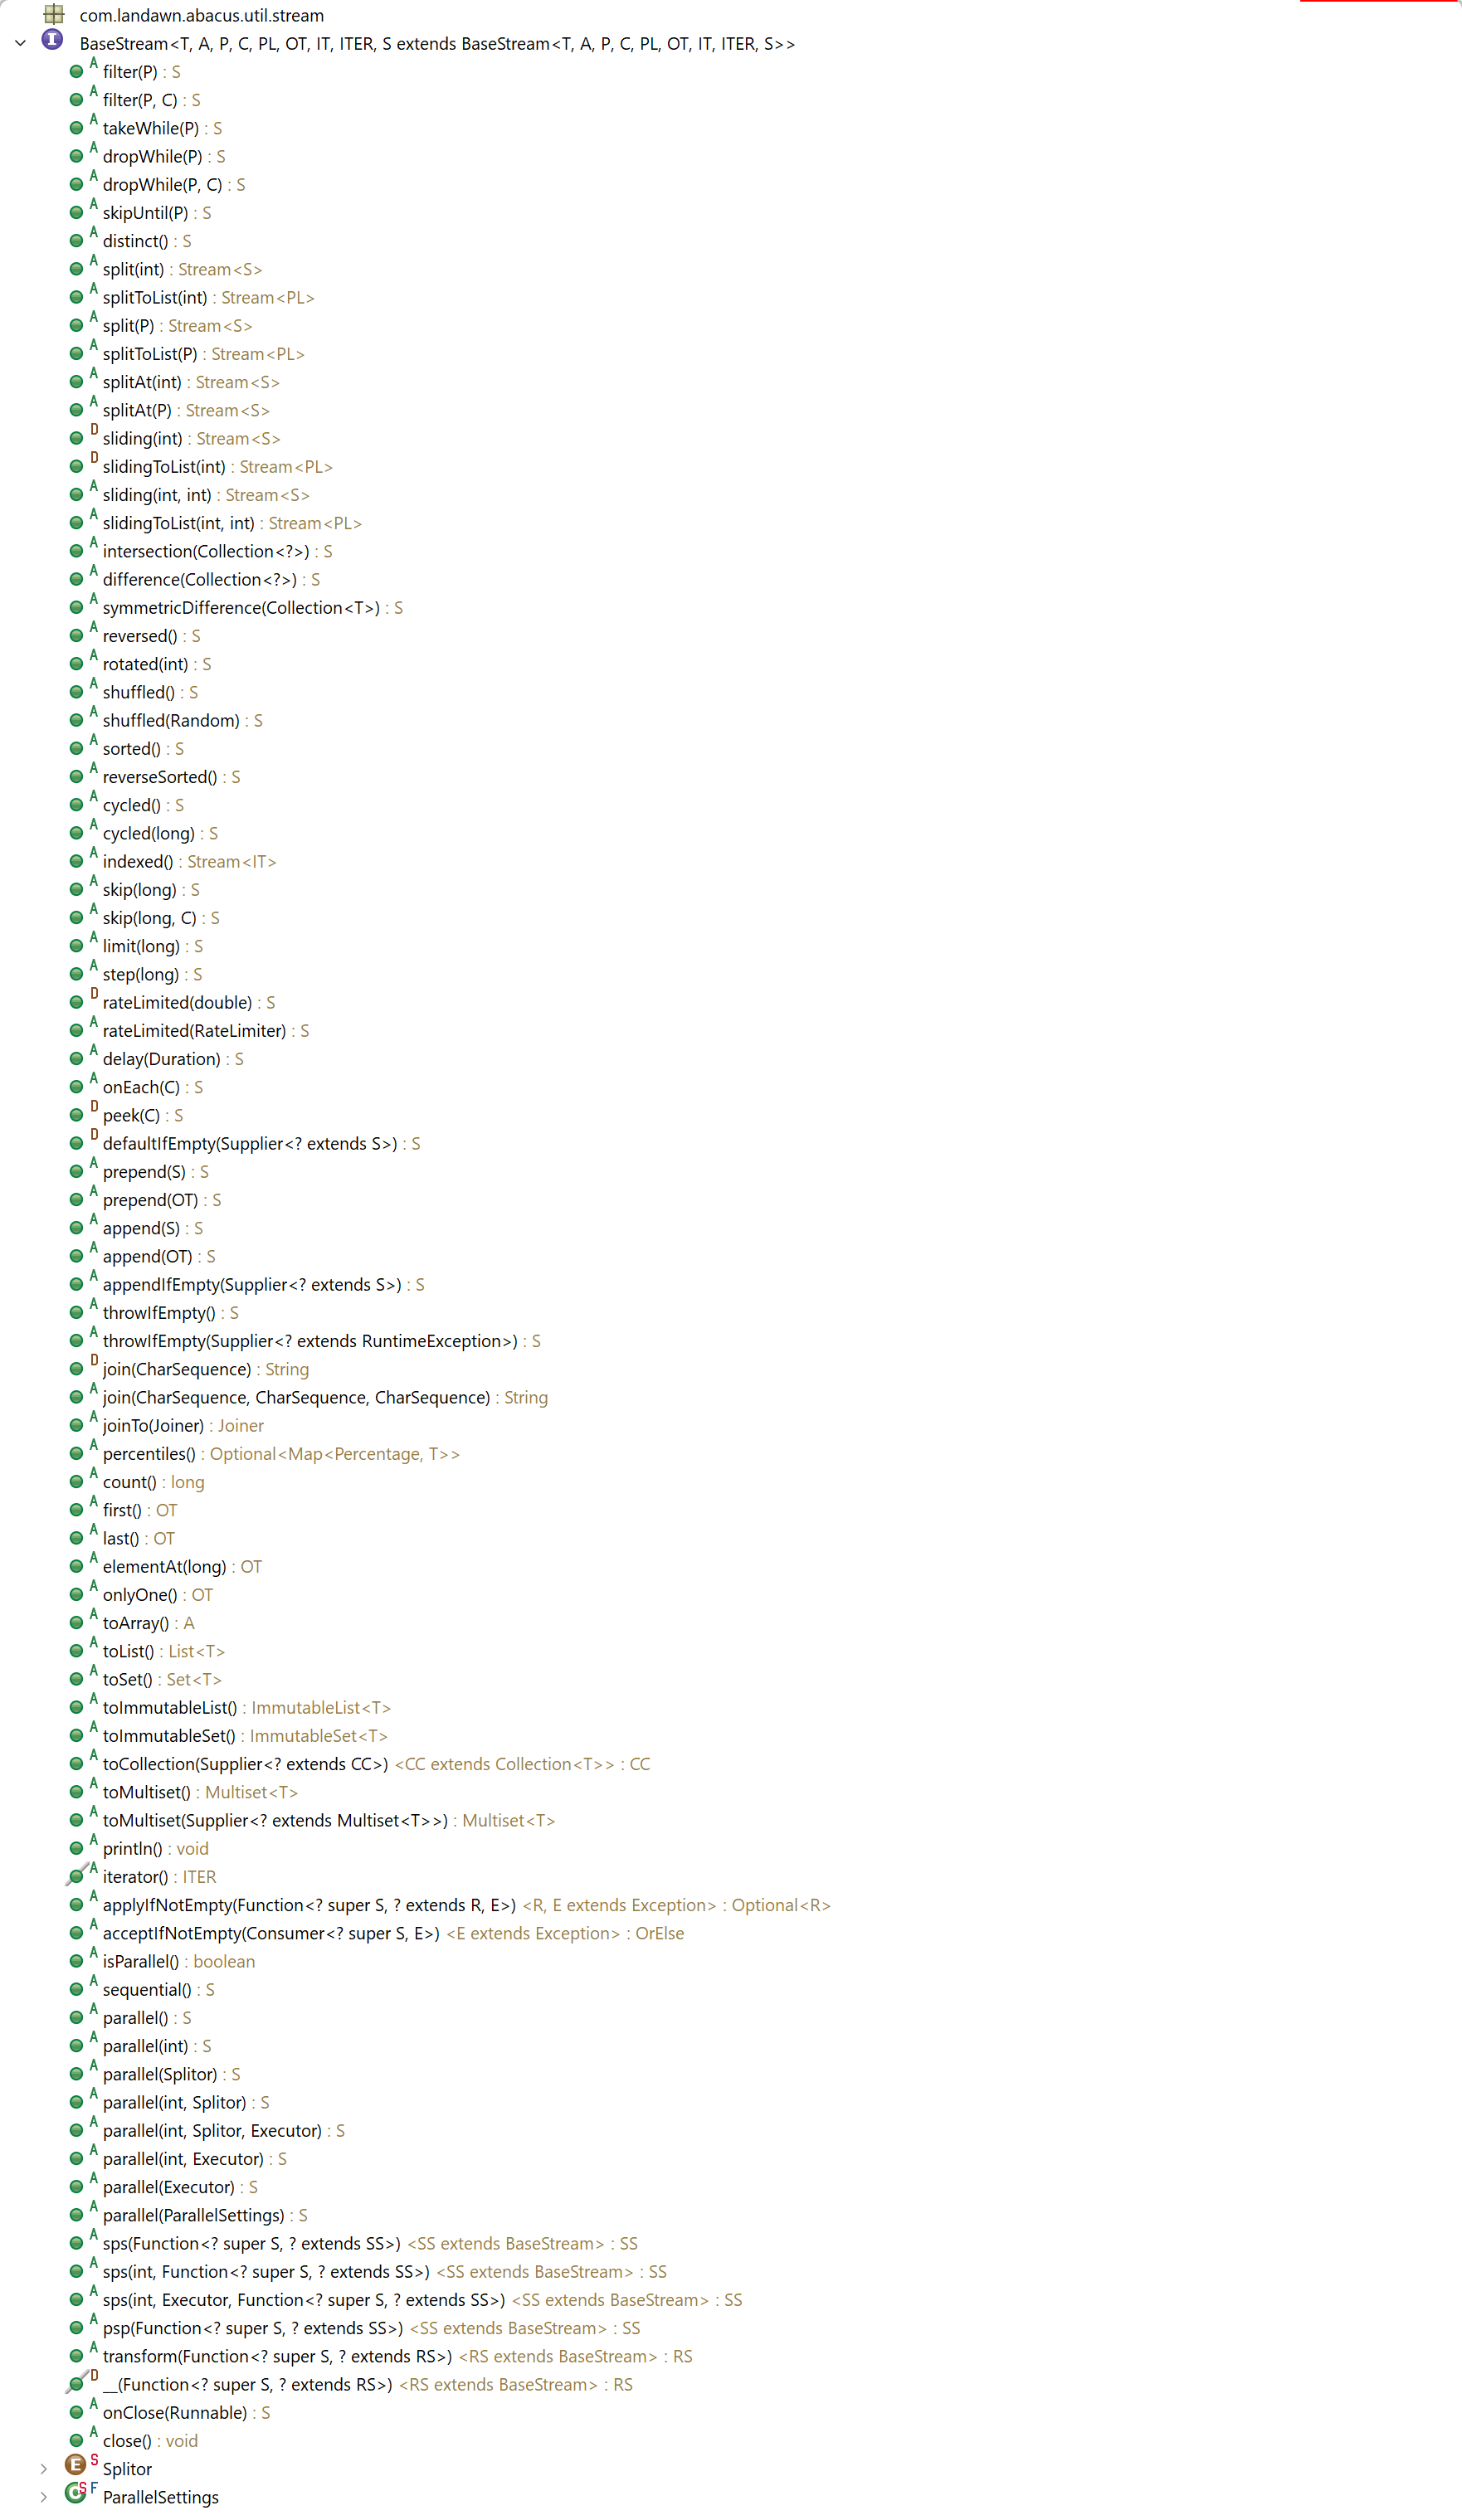 com.landawn.abacus.util.stream
BaseStream<T, A, P, C, PL, OT, IT, ITER, S extends BaseStream<T, A, P, C, PL, OT, IT, ITER, S>>
filter(P) : S
filter(P, C) : S
takeWhile(P) : S
dropWhile(P) : S
dropWhile(P, C) : S
skipUntil(P) : S
distinct() : S
split(int) : Stream<S>
splitToList(int) : Stream<PL>
split(P) : Stream<S>
splitToList(P) : Stream<PL>
splitAt(int) : Stream<S>
splitAt(P) : Stream<S>
sliding(int) : Stream<S>
slidingToList(int) : Stream<PL>
sliding(int, int) : Stream<S>
slidingToList(int, int) : Stream<PL>
intersection(Collection<?>) : S
difference(Collection<?>) : S
symmetricDifference(Collection<T>) : S
reversed() : S
rotated(int) : S
shuffled() : S
shuffled(Random) : S
sorted() : S
reverseSorted() : S
cycled() : S
cycled(long) : S
indexed() : Stream<IT>
skip(long) : S
skip(long, C) : S
limit(long) : S
step(long) : S
rateLimited(double) : S
rateLimited(RateLimiter) : S
delay(Duration) : S
onEach(C) : S
peek(C) : S
defaultIfEmpty(Supplier<? extends S>) : S
prepend(S) : S
prepend(OT) : S
append(S) : S
append(OT) : S
appendIfEmpty(Supplier<? extends S>) : S
throwIfEmpty() : S
throwIfEmpty(Supplier<? extends RuntimeException>) : S
join(CharSequence) : String
join(CharSequence, CharSequence, CharSequence) : String
joinTo(Joiner) : Joiner
percentiles() : Optional<Map<Percentage, T>>
count() : long
first() : OT
last() : OT
elementAt(long) : OT
onlyOne() : OT
toArray() : A
toList() : List<T>
toSet() : Set<T>
toImmutableList() : ImmutableList<T>
toImmutableSet() : ImmutableSet<T>
toCollection(Supplier<? extends CC>) <CC extends Collection<T>> : CC
toMultiset() : Multiset<T>
toMultiset(Supplier<? extends Multiset<T>>) : Multiset<T>
println() : void
iterator() : ITER
applyIfNotEmpty(Function<? super S, ? extends R, E>) <R, E extends Exception> : Optional<R>
acceptIfNotEmpty(Consumer<? super S, E>) <E extends Exception> : OrElse
isParallel() : boolean
sequential() : S
parallel() : S
parallel(int) : S
parallel(Splitor) : S
parallel(int, Splitor) : S
parallel(int, Splitor, Executor) : S
parallel(int, Executor) : S
parallel(Executor) : S
parallel(ParallelSettings) : S
sps(Function<? super S, ? extends SS>) <SS extends BaseStream> : SS
sps(int, Function<? super S, ? extends SS>) <SS extends BaseStream> : SS
sps(int, Executor, Function<? super S, ? extends SS>) <SS extends BaseStream> : SS
psp(Function<? super S, ? extends SS>) <SS extends BaseStream> : SS
transform(Function<? super S, ? extends RS>) <RS extends BaseStream> : RS
__(Function<? super S, ? extends RS>) <RS extends BaseStream> : RS
onClose(Runnable) : S
close() : void
Splitor
ParallelSettings